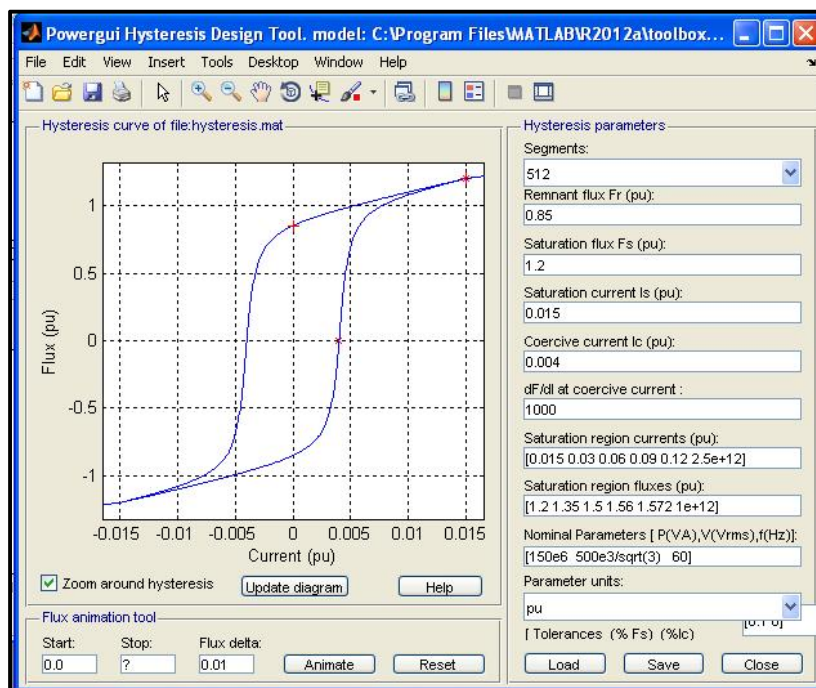 Powergui Hysteresis Design Tool. model: C:\Program Files\MATLAB\R2012a\toolbox...
File Edit View Insert Tools Desktop Window Help
Hysteresis curve of file:hysteresis.mat
1
0.5
0
-0.5
-1
Flux (pu)
-0.015 -0.01 -0.005 0 0.005 0.01 0.015
Current (pu)
Zoom around hysteresis
Update diagram
Help
Flux animation tool
Start: Stop: Flux delta:
0.0 ? 0.01 Animate Reset
Hysteresis parameters
Segments:
512
Remnant flux Fr (pu):
0.85
Saturation flux Fs (pu):
1.2
Saturation current Is (pu):
0.015
Coercive current Ic (pu):
0.004
dF/dI at coercive current :
1000
Saturation region currents (pu):
[0.015 0.03 0.06 0.09 0.12 2.5e+12]
Saturation region fluxes (pu):
[1.2 1.35 1.5 1.56 1.572 1e+12]
Nominal Parameters [ P(VA),V(Vrms),f(Hz)]:
[150e6 500e3/sqrt(3) 60]
Parameter units:
pu
[ Tolerances (% Fs) (%Ic)
Load Save Close